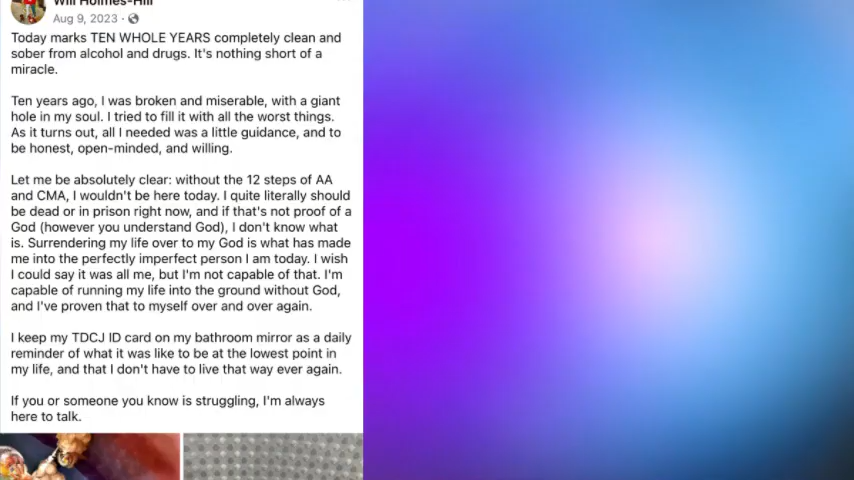 Will Holmes-Hill
Aug 9, 2023 ·
Today marks TEN WHOLE YEARS completely clean and
sober from alcohol and drugs. It's nothing short of a
miracle.
Ten years ago, I was broken and miserable, with a giant
hole in my soul. I tried to fill it with all the worst things.
As it turns out, all I needed was a little guidance, and to
be honest, open-minded, and willing.
Let me be absolutely clear: without the 12 steps of AA
and CMA, I wouldn't be here today. I quite literally should
be dead or in prison right now, and if that's not proof of a
God (however you understand God), I don't know what
is. Surrendering my life over to my God is what has made
me into the perfectly imperfect person I am today. I wish
I could say it was all me, but I'm not capable of that. I'm
capable of running my life into the ground without God,
and I've proven that to myself over and over again.
I keep my TDCJ ID card on my bathroom mirror as a daily
reminder of what it was like to be at the lowest point in
my life, and that I don't have to live that way ever again.
If you or someone you know is struggling, I'm always
here to talk.